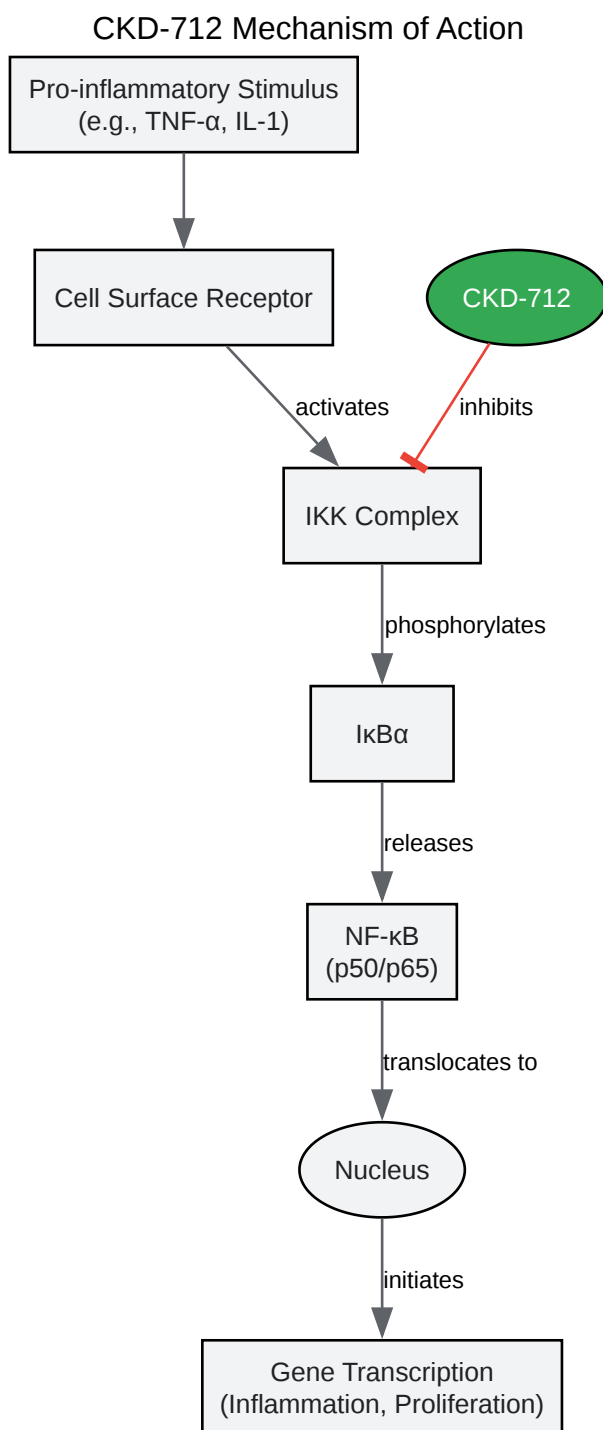 CKD-712 Mechanism of Action
Pro-inflammatory Stimulus
(e.g., TNF-α, IL-1)
Cell Surface Receptor
CKD-712
activates
inhibits
IKK Complex
phosphorylates
IκBα
releases
NF-κB
(p50/p65)
translocates to
Nucleus
initiates
Gene Transcription
(Inflammation, Proliferation)